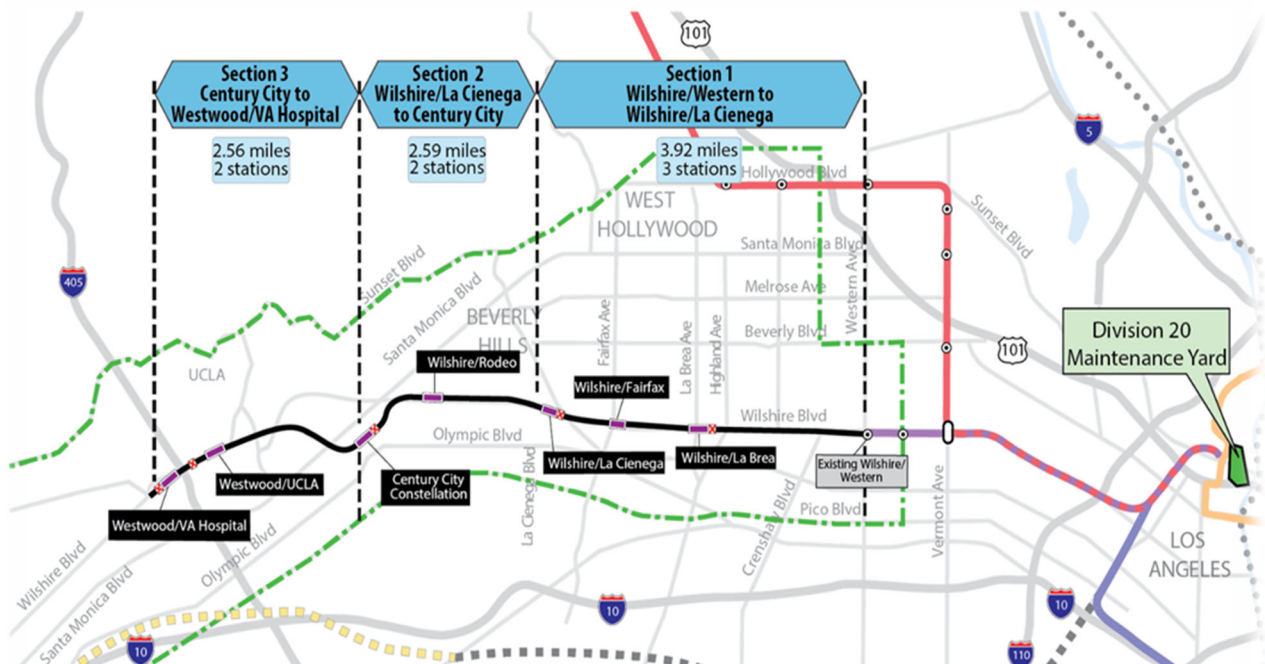 101
Section 3
Century City to
Westwood/VA Hospital
Section 2
Wilshire/La Cienega
to Century City
Section 1
Wilshire/Western to
Wilshire/La Cienega
5
2.56 miles
2 stations
2.59 miles
2 stations
3.92 miles
3 stations
Hollywood Blvd
WEST
HOLLYWOOD
Sunset Blvd
Santa Monica Blvd
Sunset Blvd
405
Santa Monica Blvd
Melrose Ave
Western Ave
BEVERLY
HILLS
Fairfax Ave
La Brea Ave
Highland Ave
Beverly Blvd
101
Division 20
Maintenance Yard
UCLA
Wilshire/Rodeo
Wilshire/Fairfax
Wilshire Blvd
Olympic Blvd
Wilshire/La Cienega
Wilshire/La Brea
Existing Wilshire/
Western
Westwood/UCLA
Century City
Constellation
La Cienega Blvd
Crenshaw Blvd
Pico Blvd
Vermont Ave
Westwood/VA Hospital
LOS
ANGELES
Wilshire Blvd
Santa Monica Blvd
Olympic Blvd
10
10
10
110